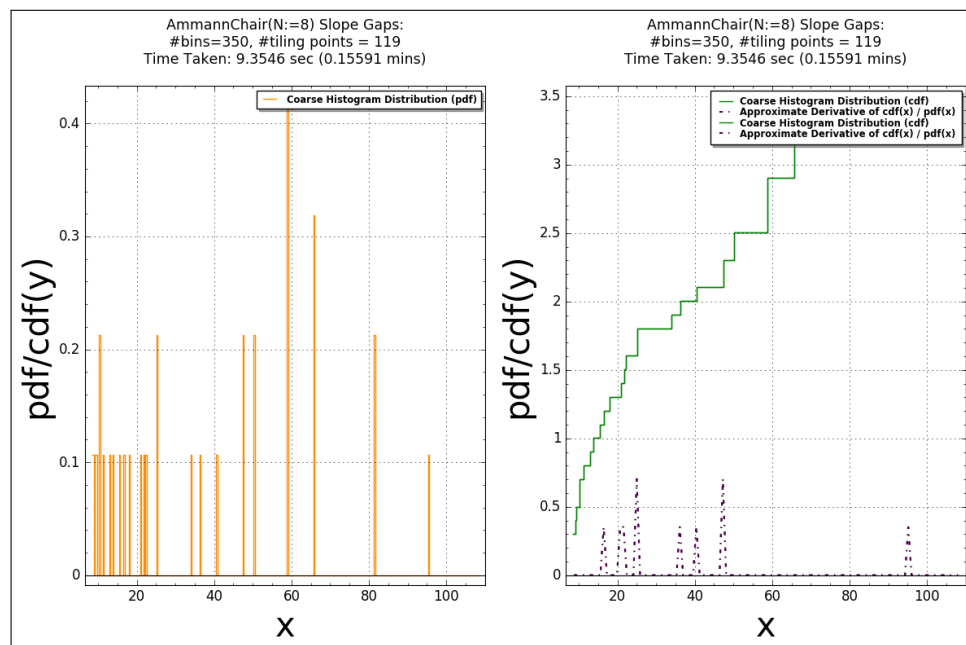 AmmannChair(N:=8) Slope Gaps:
#bins=350, #tiling points = 119
Time Taken: 9.3546 sec (0.15591 mins)
Coarse Histogram Distribution (pdf)
pdf/cdf(y)
0.4
0.3
0.2
0.1
0
20
40
60
80
100
x
AmmannChair(N:=8) Slope Gaps:
#bins=350, #tiling points = 119
Time Taken: 9.3546 sec (0.15591 mins)
Coarse Histogram Distribution (cdf)
Approximate Derivative of cdf(x) / pdf(x)
Coarse Histogram Distribution (cdf)
Approximate Derivative of cdf(x) / pdf(x)
pdf/cdf(y)
3.5
3
2.5
2
1.5
1
0.5
0
20
40
60
80
100
x